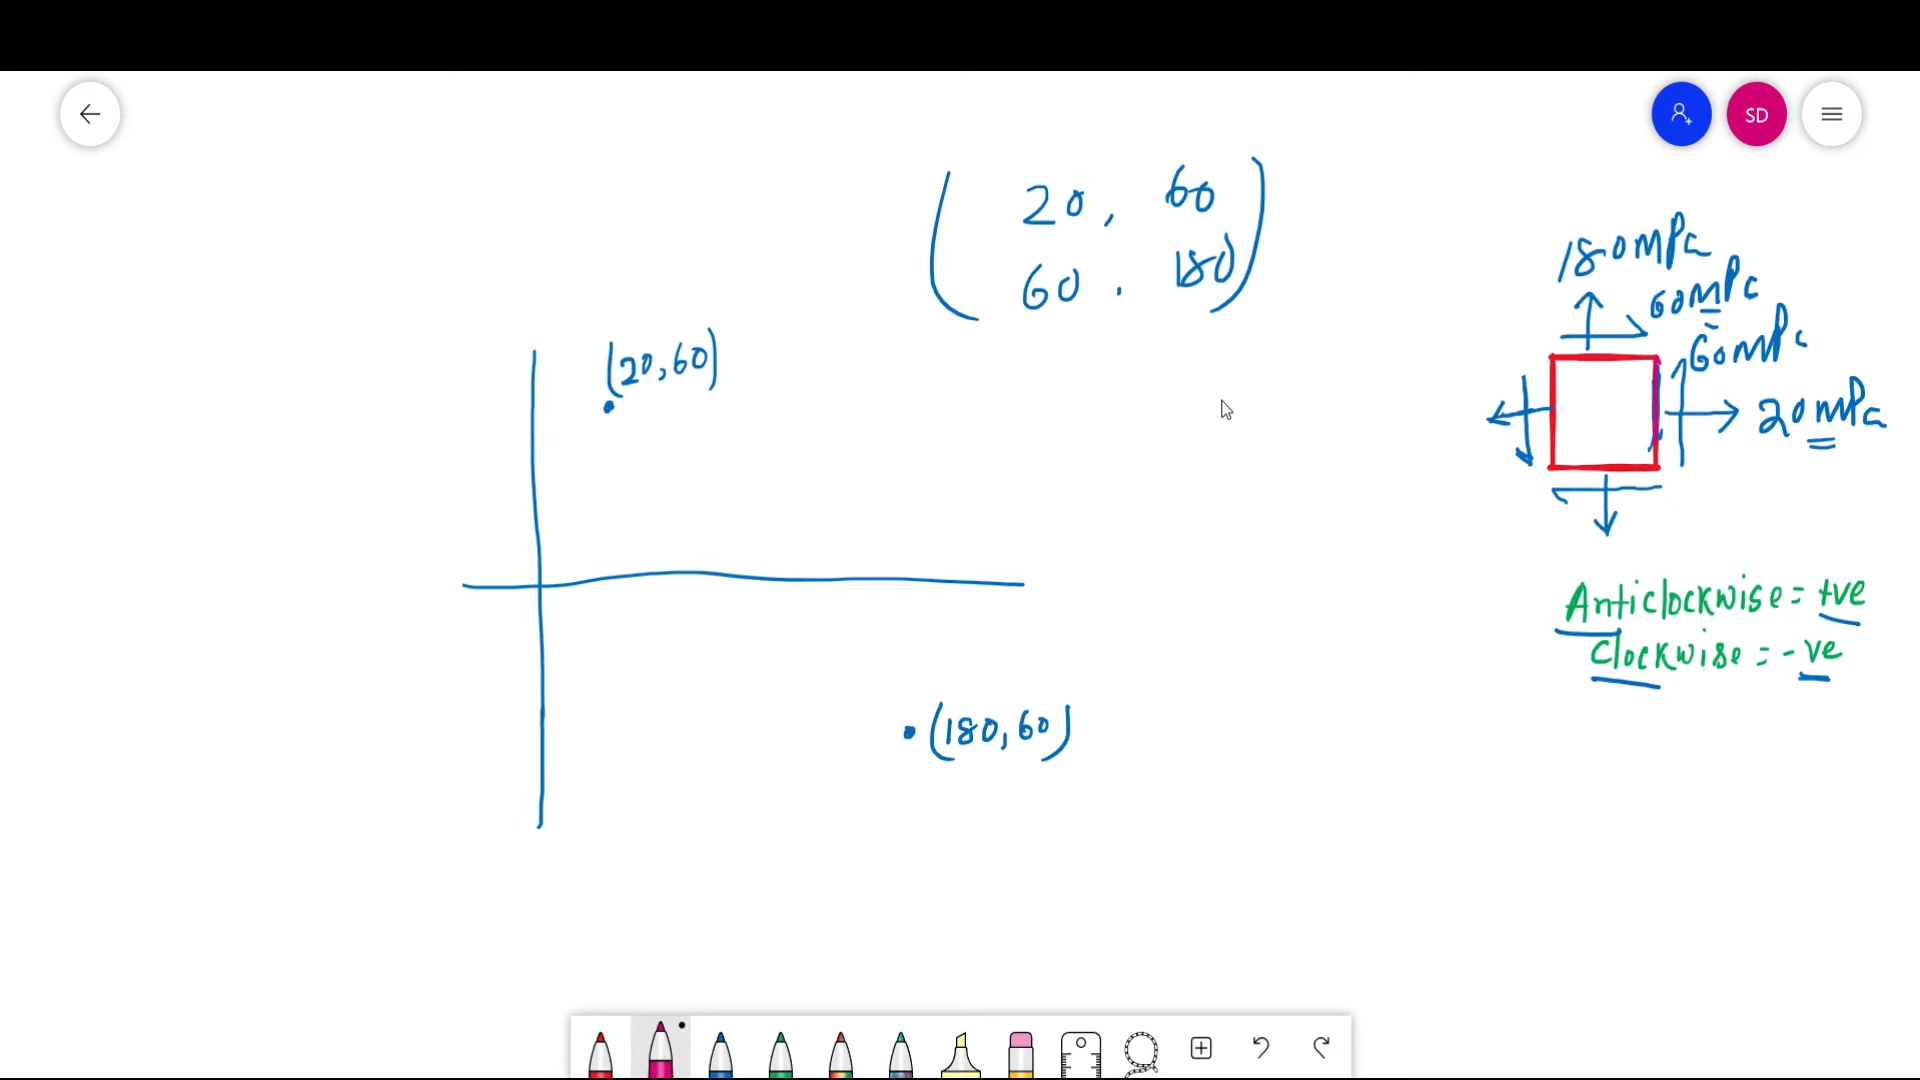 SD
20, 60
60. 180
180mPa
60mPa
60mPa
20mPa
(20,60)
(180,60)
Anticlockwise = +ve
Clockwise = -ve